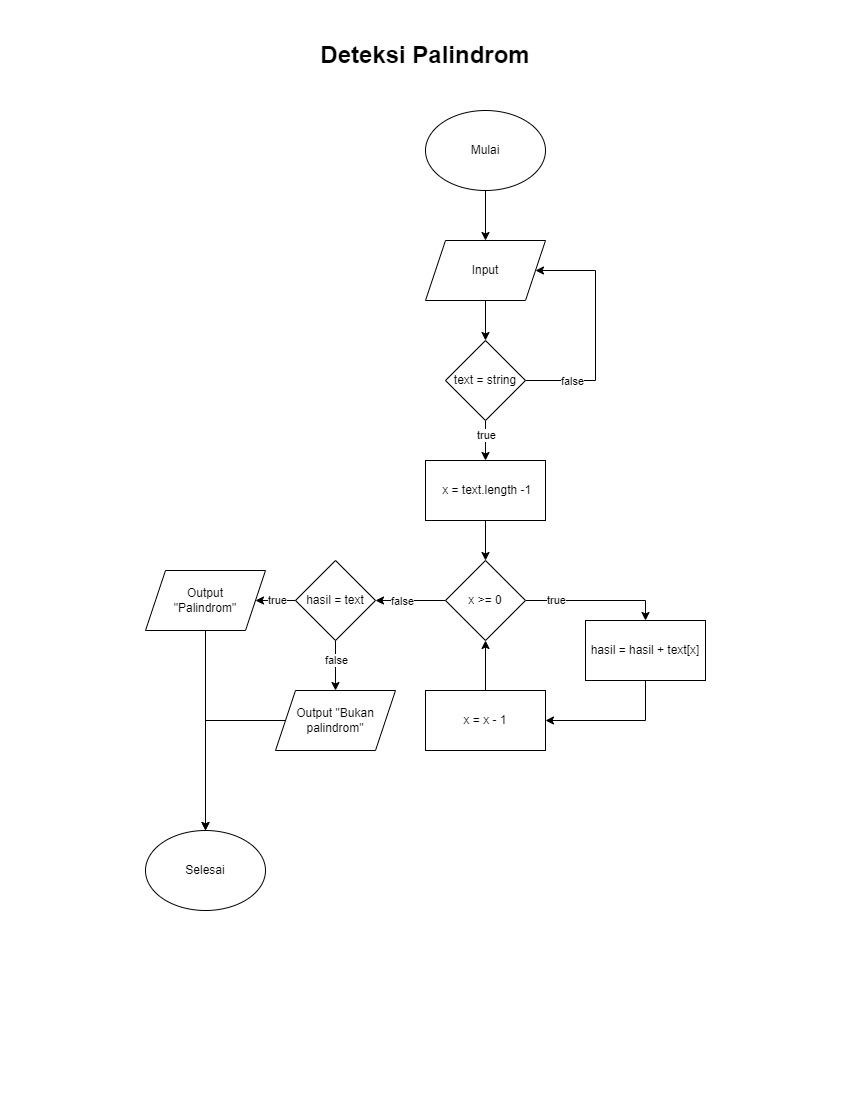 Deteksi Palindrom
Mulai
Input
text = string
false
true
x = text.length -1
x >= 0
true
hasil = hasil + text[x]
x = x - 1
false
hasil = text
true
Output
"Palindrom"
false
Output "Bukan
palindrom"
Selesai